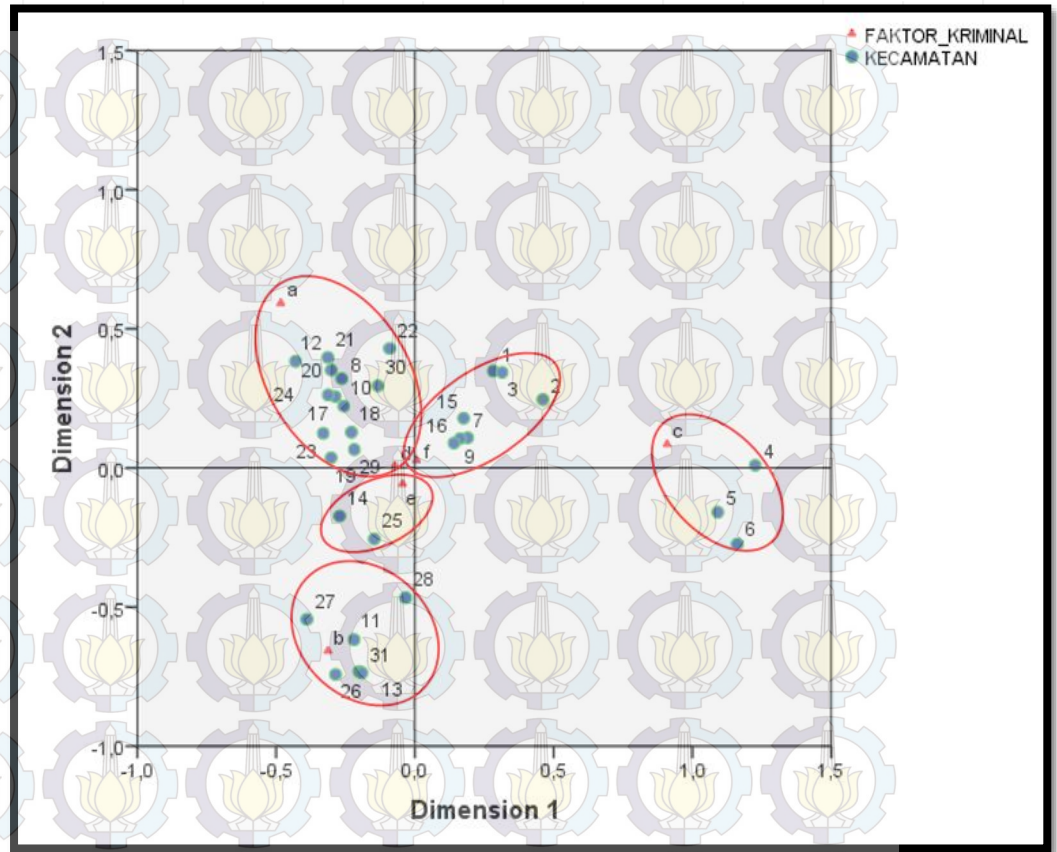 FAKTOR_KRIMINAL
KECAMATAN
1,5
1,0
0,5
0,0
-0,5
-1,0
Dimension 2
a
12 21 22
20 8 30
24 10
17 18
23
19 29 d f
1
3
2
15
16 7
9
c
4
5
6
14 e
25
28
27
11
b
31
26 13
-1,0 -0,5 0,0 0,5 1,0 1,5
Dimension 1